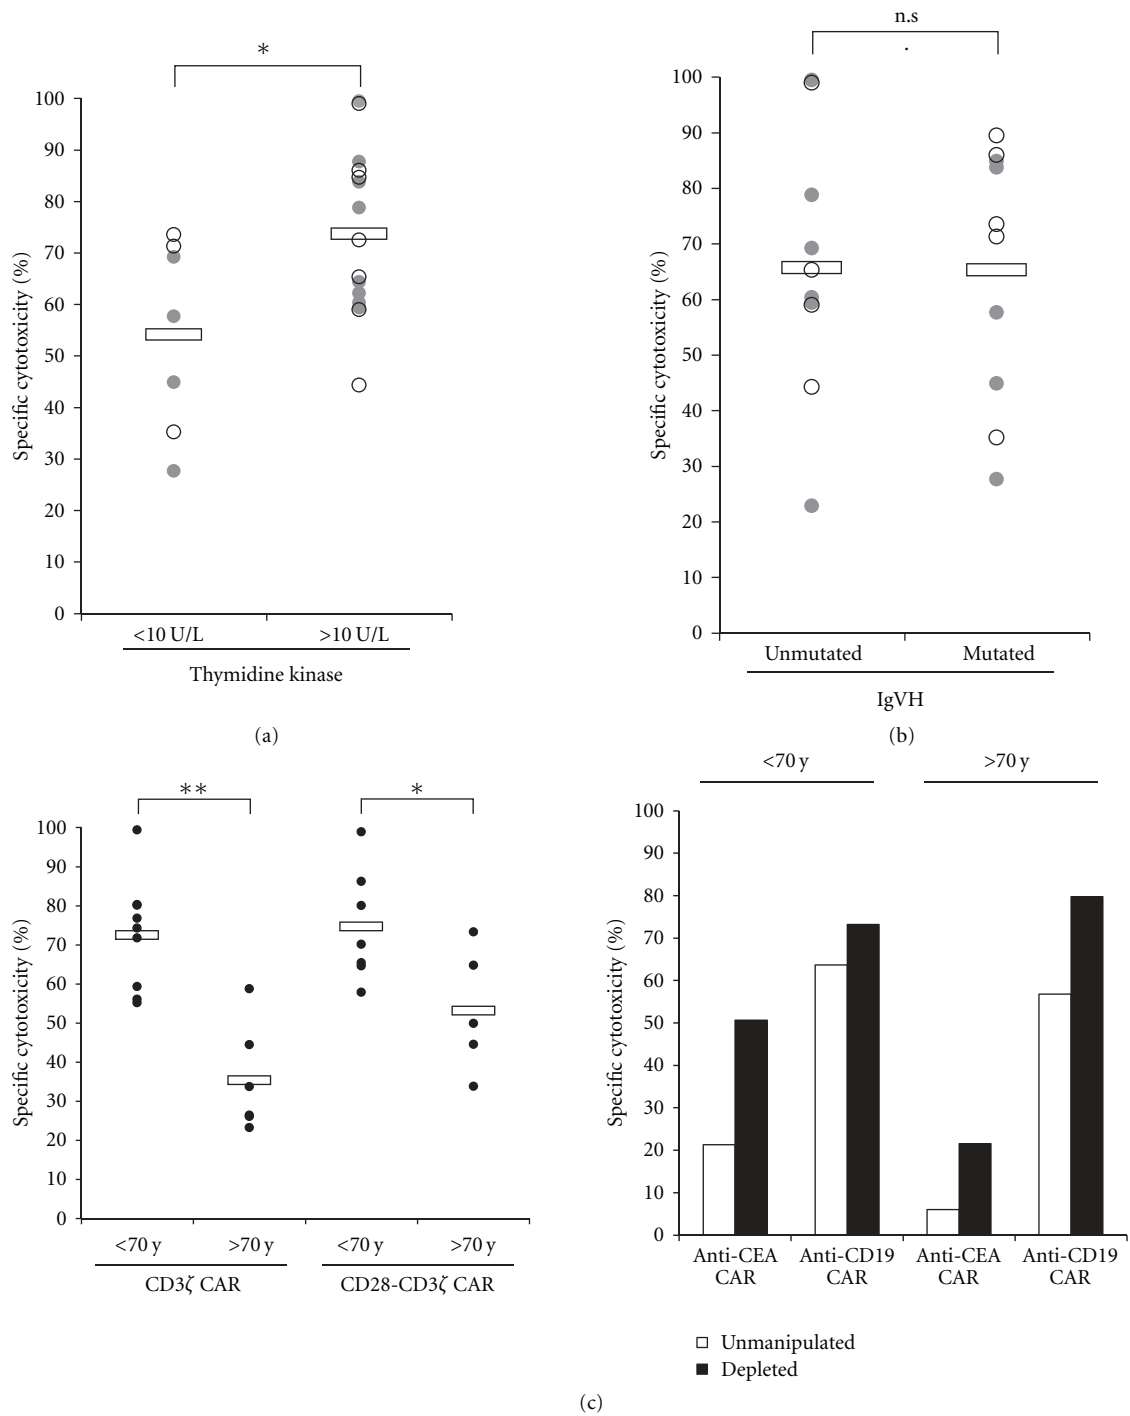 *
100
90
80
70
60
50
40
30
20
10
0
Specific cytotoxicity (%)
<10 U/L >10 U/L
Thymidine kinase
(a)
n.s
.
100
90
80
70
60
50
40
30
20
10
0
Specific cytotoxicity (%)
Unmutated Mutated
IgVH
(b)
** *
100
90
80
70
60
50
40
30
20
10
0
Specific cytotoxicity (%)
<70 y >70 y <70 y >70 y
CD3ζ CAR CD28-CD3ζ CAR
<70 y >70 y
100
90
80
70
60
50
40
30
20
10
0
Specific cytotoxicity (%)
Anti-CEA Anti-CD19 Anti-CEA Anti-CD19
CAR CAR CAR CAR
Unmanipulated
Depleted
(c)